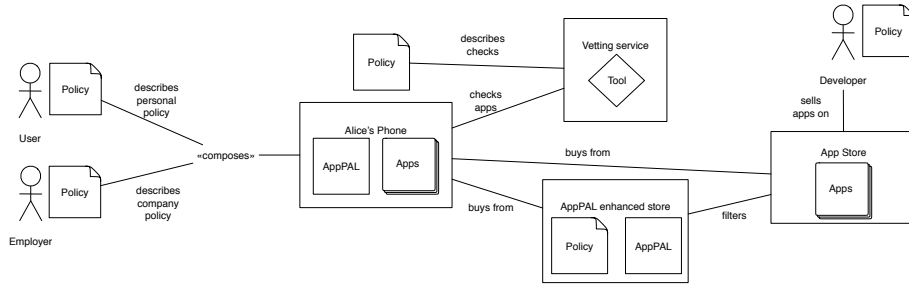 Policy
User
describes
personal
policy
Policy
Employer
describes
company
policy
«composes»
Policy
describes
checks
Vetting service
Tool
checks
apps
Alice's Phone
AppPAL
Apps
buys from
buys from
AppPAL enhanced store
Policy
AppPAL
filters
Policy
Developer
sells
apps on
App Store
Apps